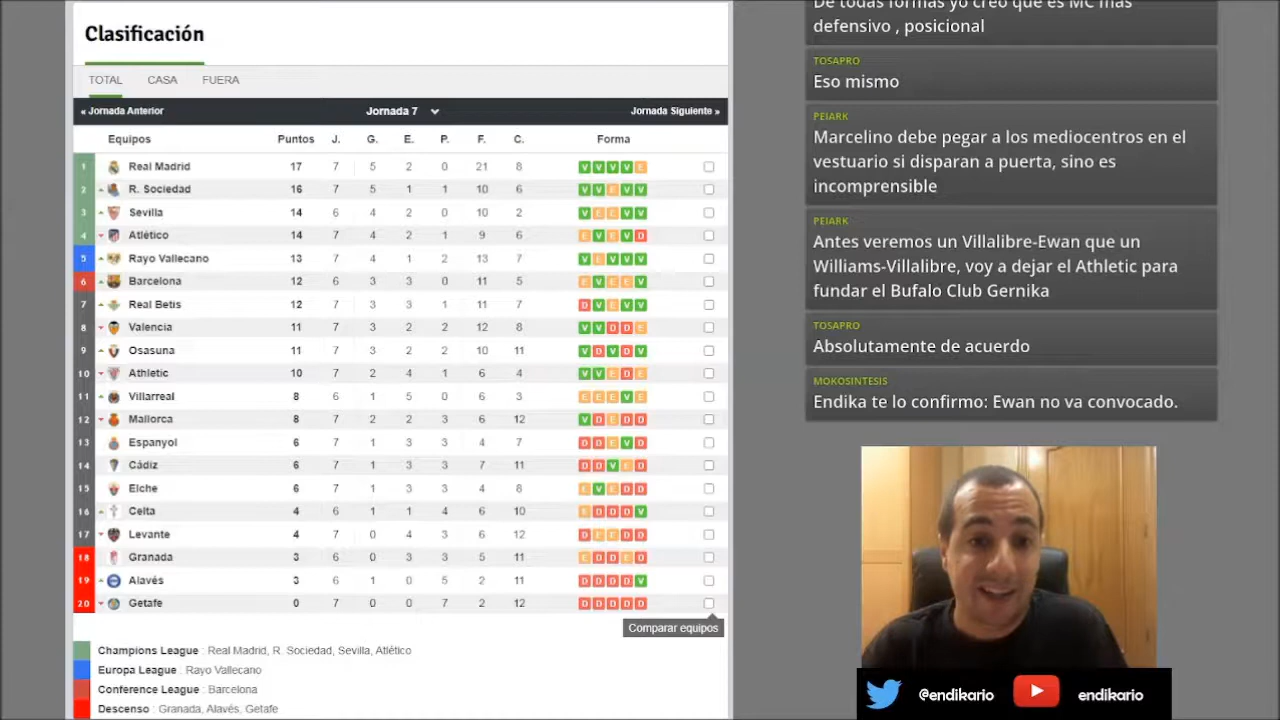 Clasificación
TOTAL CASA FUERA
« Jornada Anterior Jornada 7 Jornada Siguiente »
Equipos Puntos J. G. E. P. F. C. Forma
1 Real Madrid 17 7 5 2 0 21 8 V V V V E
2 R. Sociedad 16 7 5 1 1 10 6 V V E V V
3 Sevilla 14 6 4 2 0 10 2 V E E V V
4 Atlético 14 7 4 2 1 9 6 E V E V D
5 Rayo Vallecano 13 7 4 1 2 13 7 V E V V V
6 Barcelona 12 6 3 3 0 11 5 E V E E V
7 Real Betis 12 7 3 3 1 11 7 D V E V V
8 Valencia 11 7 3 2 2 12 8 V V D D E
9 Osasuna 11 7 3 2 2 10 11 V D V D V
10 Athletic 10 7 2 4 1 6 4 V V E D E
11 Villarreal 8 6 1 5 0 6 3 E E E V E
12 Mallorca 8 7 2 2 3 6 12 V D E D D
13 Espanyol 6 7 1 3 3 4 7 D D E V D
14 Cádiz 6 7 1 3 3 7 11 D D V E D
15 Elche 6 7 1 3 3 4 8 E V E D D
16 Celta 4 6 1 1 4 6 10 E D D D V
17 Levante 4 7 0 4 3 6 12 D E E D D
18 Granada 3 6 0 3 3 5 11 E D D E D
19 Alavés 3 6 1 0 5 2 11 D D D D V
20 Getafe 0 7 0 0 7 2 12 D D D D D
Comparar equipos
Champions League : Real Madrid, R. Sociedad, Sevilla, Atlético
Europa League : Rayo Vallecano
Conference League : Barcelona
Descenso : Granada, Alavés, Getafe
De todas formas yo creo que es MC más
defensivo , posicional
TOSAPRO
Eso mismo
PEIARK
Marcelino debe pegar a los mediocentros en el
vestuario si disparan a puerta, sino es
incomprensible
PEIARK
Antes veremos un Villalibre-Ewan que un
Williams-Villalibre, voy a dejar el Athletic para
fundar el Bufalo Club Gernika
TOSAPRO
Absolutamente de acuerdo
MOKOSINTESIS
Endika te lo confirmo: Ewan no va convocado.
@endikario endikario